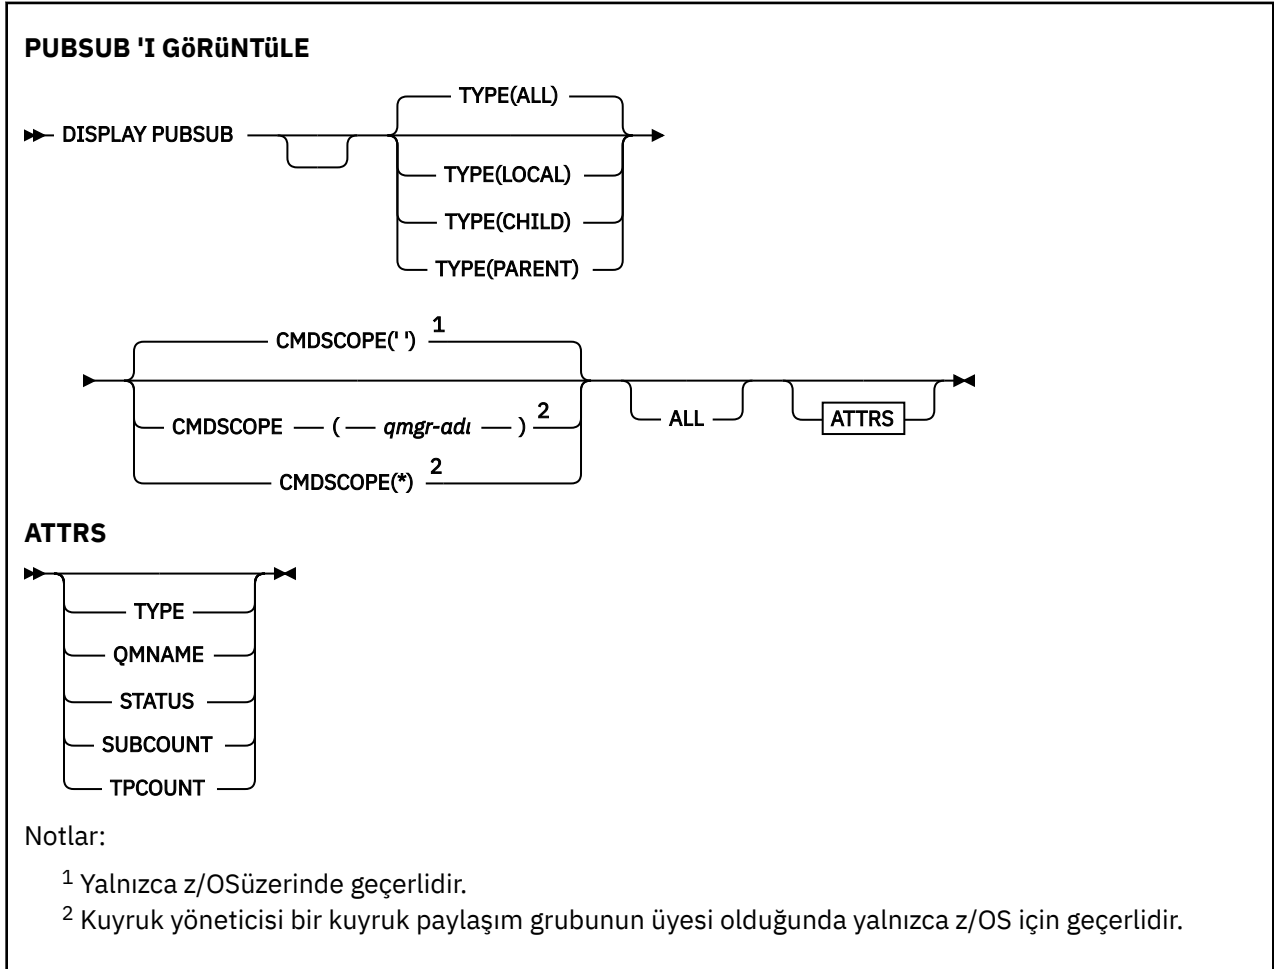 PUBSUB 'I GöRüNTüLE
TYPE(ALL)
DISPLAY PUBSUB
TYPE(LOCAL)
TYPE(CHILD)
TYPE(PARENT)
CMDSCOPE(' ') 1
CMDSCOPE ( qmgr-adı ) 2
ALL
ATTRS
CMDSCOPE(*) 2
ATTRS
TYPE
QMNAME
STATUS
SUBCOUNT
TPCOUNT
Notlar:
1 Yalnızca z/OSüzerinde geçerlidir.
2 Kuyruk yöneticisi bir kuyruk paylaşım grubunun üyesi olduğunda yalnızca z/OS için geçerlidir.